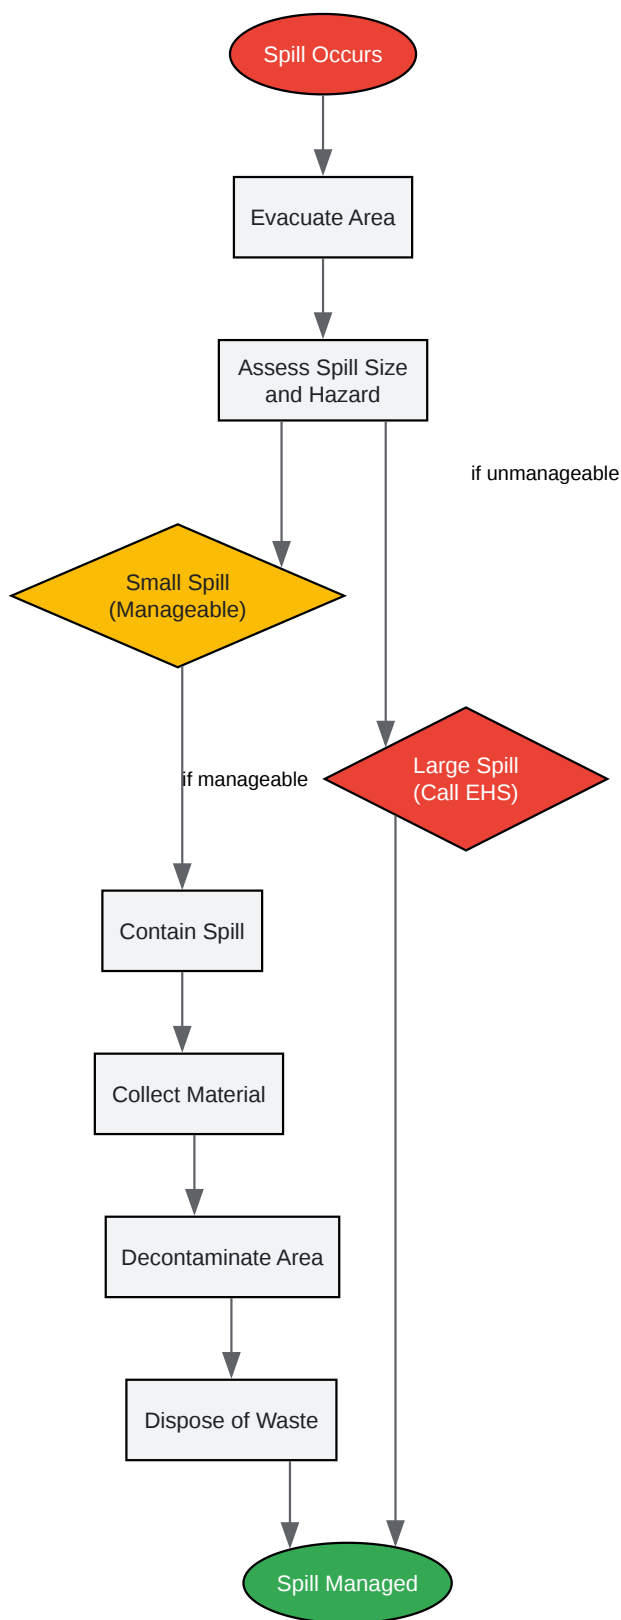 Spill Occurs
Evacuate Area
Assess Spill Size
and Hazard
if unmanageable
Small Spill
(Manageable)
Large Spill
(Call EHS)
if manageable
Contain Spill
Collect Material
Decontaminate Area
Dispose of Waste
Spill Managed